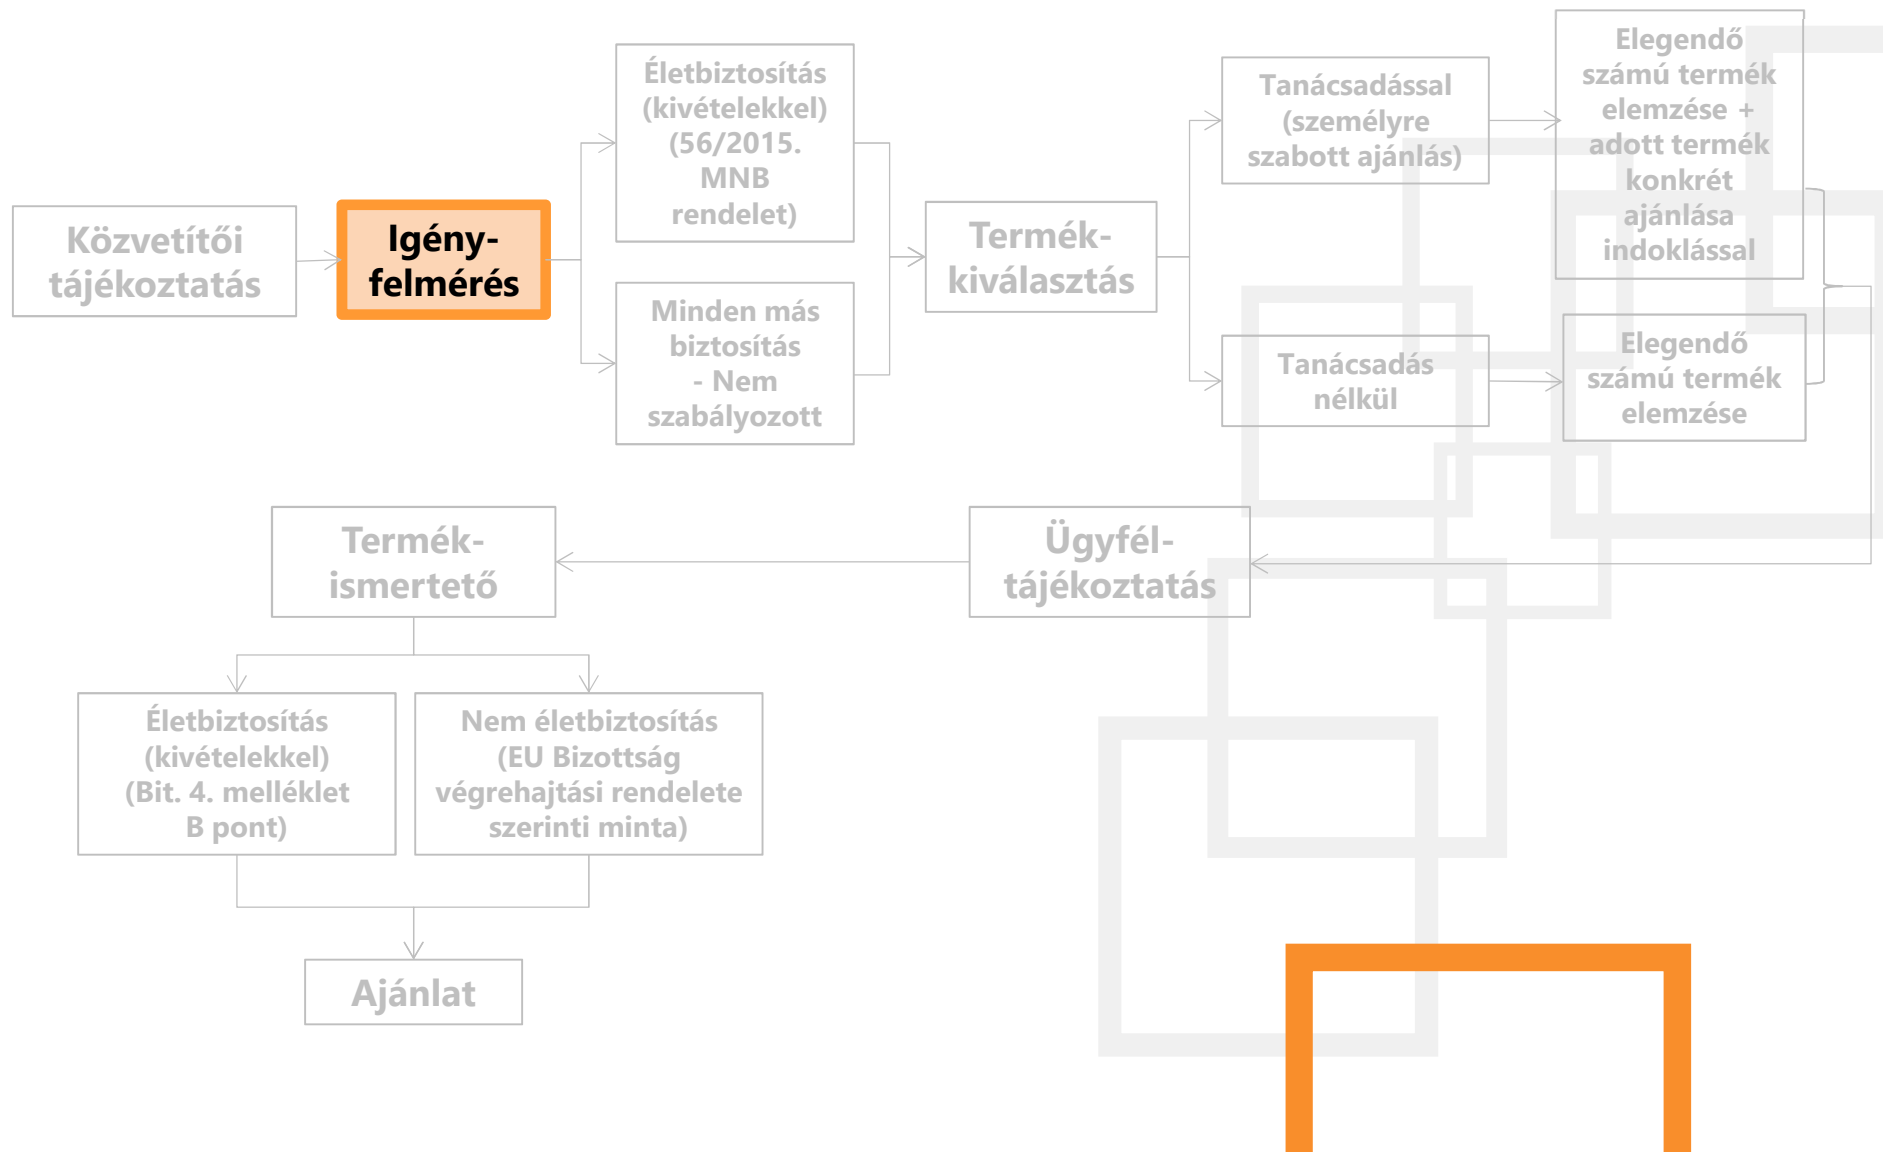 Közvetítői
tájékoztatás
Igény-
felmérés
Életbiztosítás
(kivételekkel)
(56/2015.
MNB
rendelet)
Minden más
biztosítás
- Nem
szabályozott
Termék-
kiválasztás
Tanácsadással
(személyre
szabott ajánlás)
Tanácsadás
nélkül
Elegendő
számú termék
elemzése +
adott termék
konkrét
ajánlása
indoklással
Elegendő
számú termék
elemzése
Ügyfél-
tájékoztatás
Termék-
ismertető
Életbiztosítás
(kivételekkel)
(Bit. 4. melléklet
B pont)
Nem életbiztosítás
(EU Bizottság
végrehajtási rendelete
szerinti minta)
Ajánlat